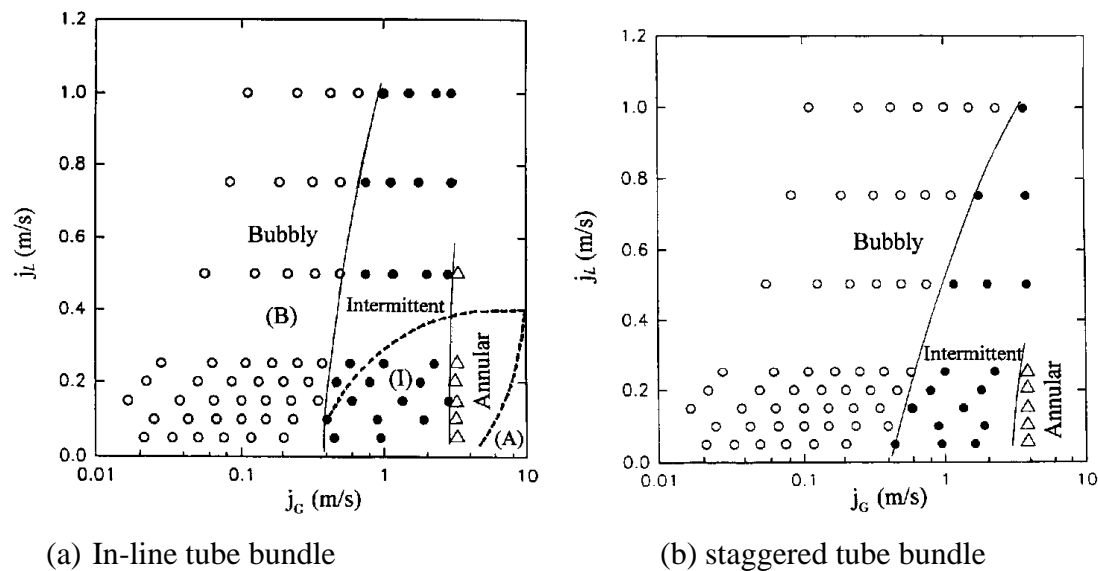 1.2
1.0
0.8
0.6
0.4
0.2
0.0
j_L (m/s)
Bubbly
(B)
Intermittent
(I)
Annular
(A)
0.01
0.1
1
10
j_G (m/s)
(a) In-line tube bundle
1.2
1.0
0.8
0.6
0.4
0.2
0.0
j_L (m/s)
Bubbly
Intermittent
Annular
0.01
0.1
1
10
j_G (m/s)
(b) staggered tube bundle